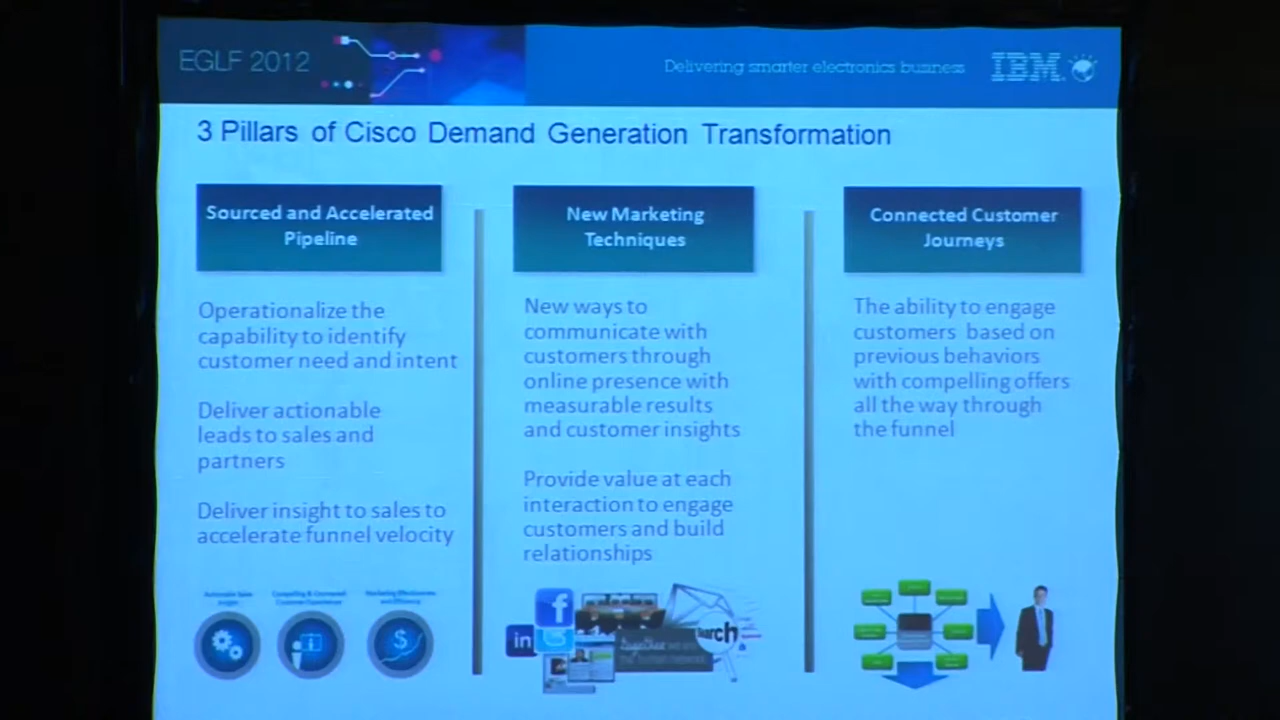 EGLF 2012
Delivering smarter electronics business
IBM
3 Pillars of Cisco Demand Generation Transformation
Sourced and Accelerated
Pipeline
Operationalize the
capability to identify
customer need and intent
Deliver actionable
leads to sales and
partners
Deliver insight to sales to
accelerate funnel velocity
New Marketing
Techniques
New ways to
communicate with
customers through
online presence with
measurable results
and customer insights
Provide value at each
interaction to engage
customers and build
relationships
f
in
arch
Connected Customer
Journeys
The ability to engage
customers based on
previous behaviors
with compelling offers
all the way through
the funnel